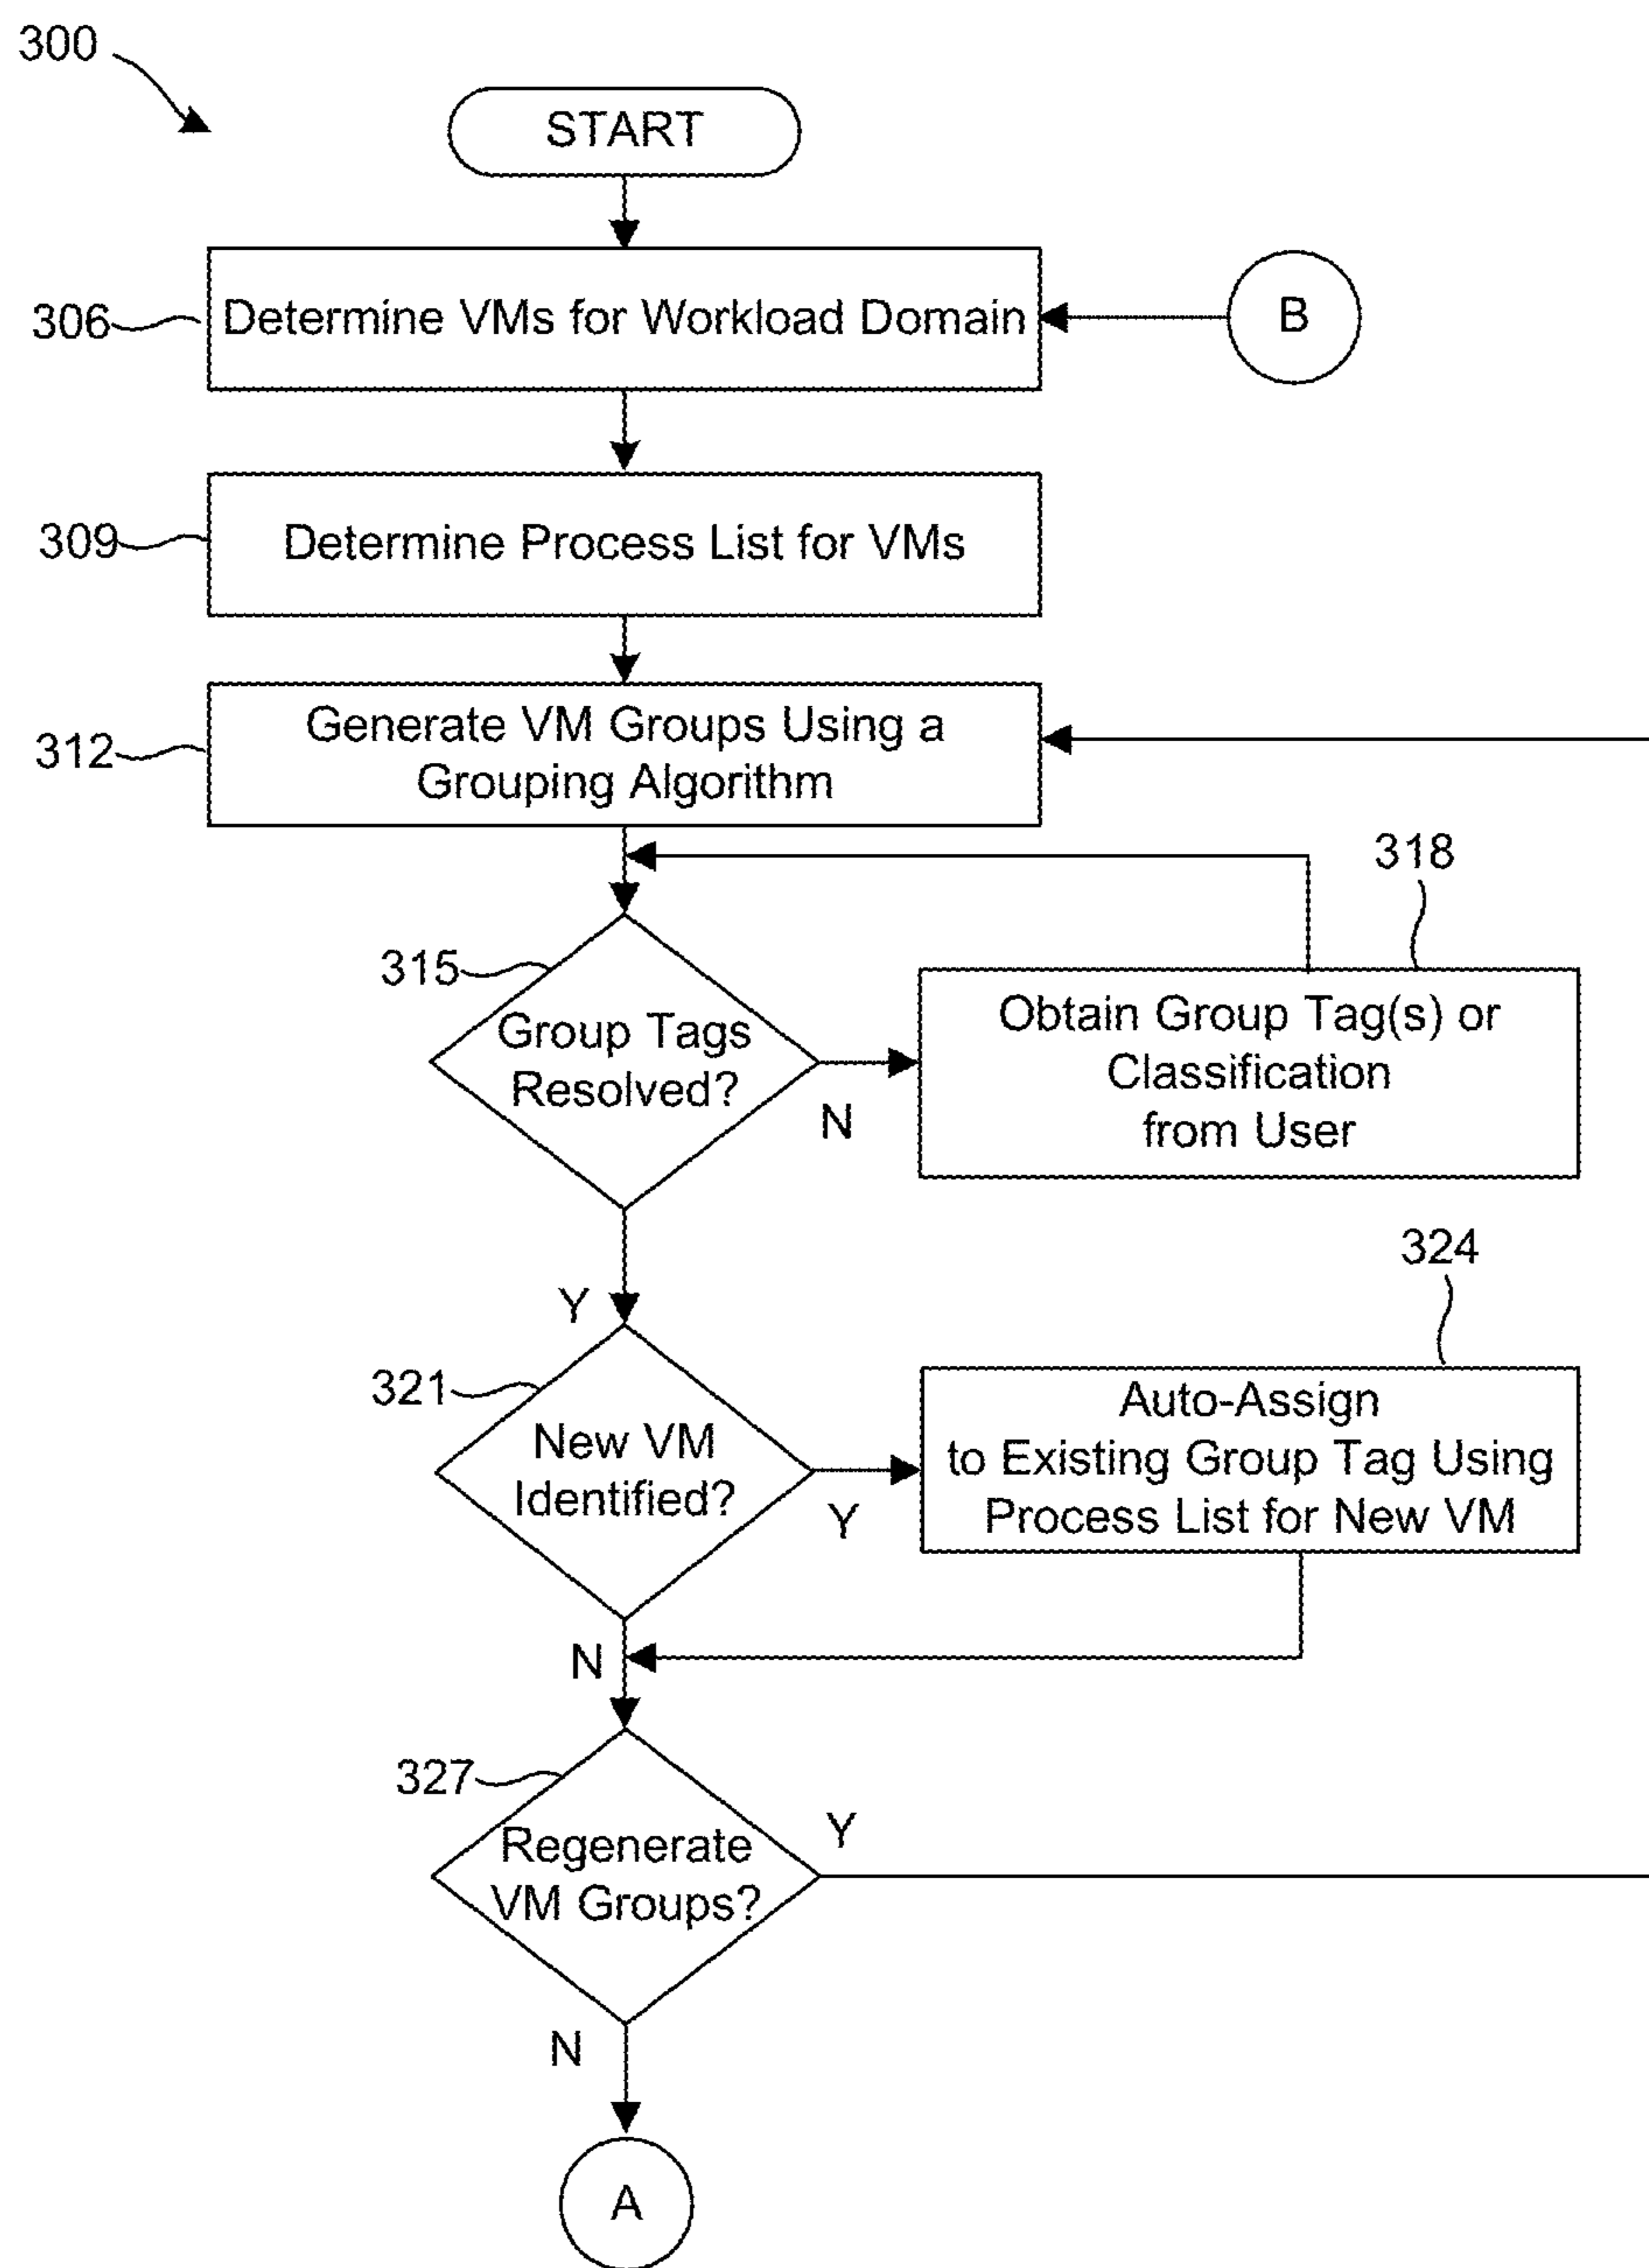 300
START
306
Determine VMs for Workload Domain
B
309
Determine Process List for VMs
312
Generate VM Groups Using a
Grouping Algorithm
318
315
Group Tags
Resolved?
N
Obtain Group Tag(s) or
Classification
from User
Y
324
321
New VM
Identified?
Y
Auto-Assign
to Existing Group Tag Using
Process List for New VM
N
327
Regenerate
VM Groups?
Y
N
A